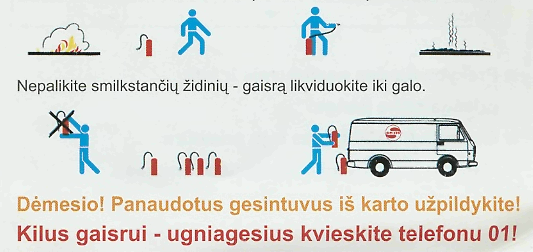 Nepalikite smilkstančių židinių - gaisrą likviduokite iki galo.
Dėmesio! Panaudotus gesintuvus iš karto užpildykite!
Kilus gaisrui - ugniagesius kvieskite telefonu 01!